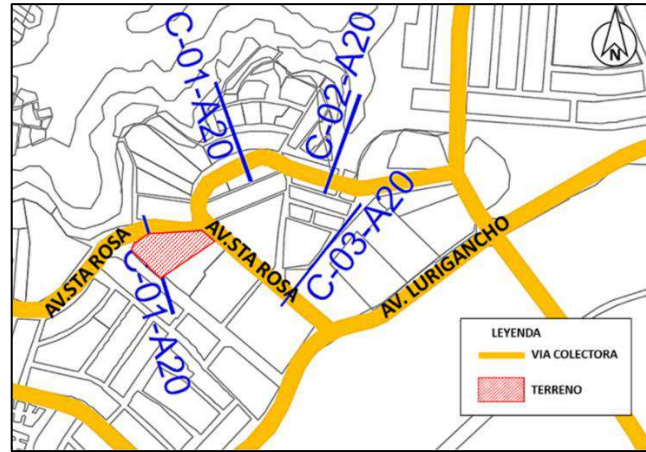 C-01-A20
C-02-A20
N
AV.STA ROSA
AV.STA ROSA
C-03-A20
AV. LURIGANCHO
C-01-A20
LEYENDA
VIA COLECTORA
TERRENO